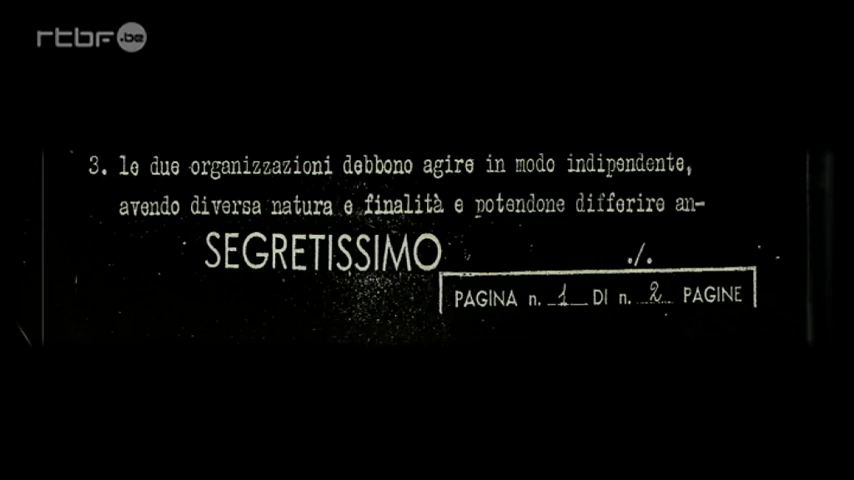 rtbf.be
3. le due organizzazioni debbono agire in modo indipendente,
avendo diversa natura e finalità e potendone differire an-
SEGRETISSIMO
./.
PAGINA n. 1 DI n. 2 PAGINE